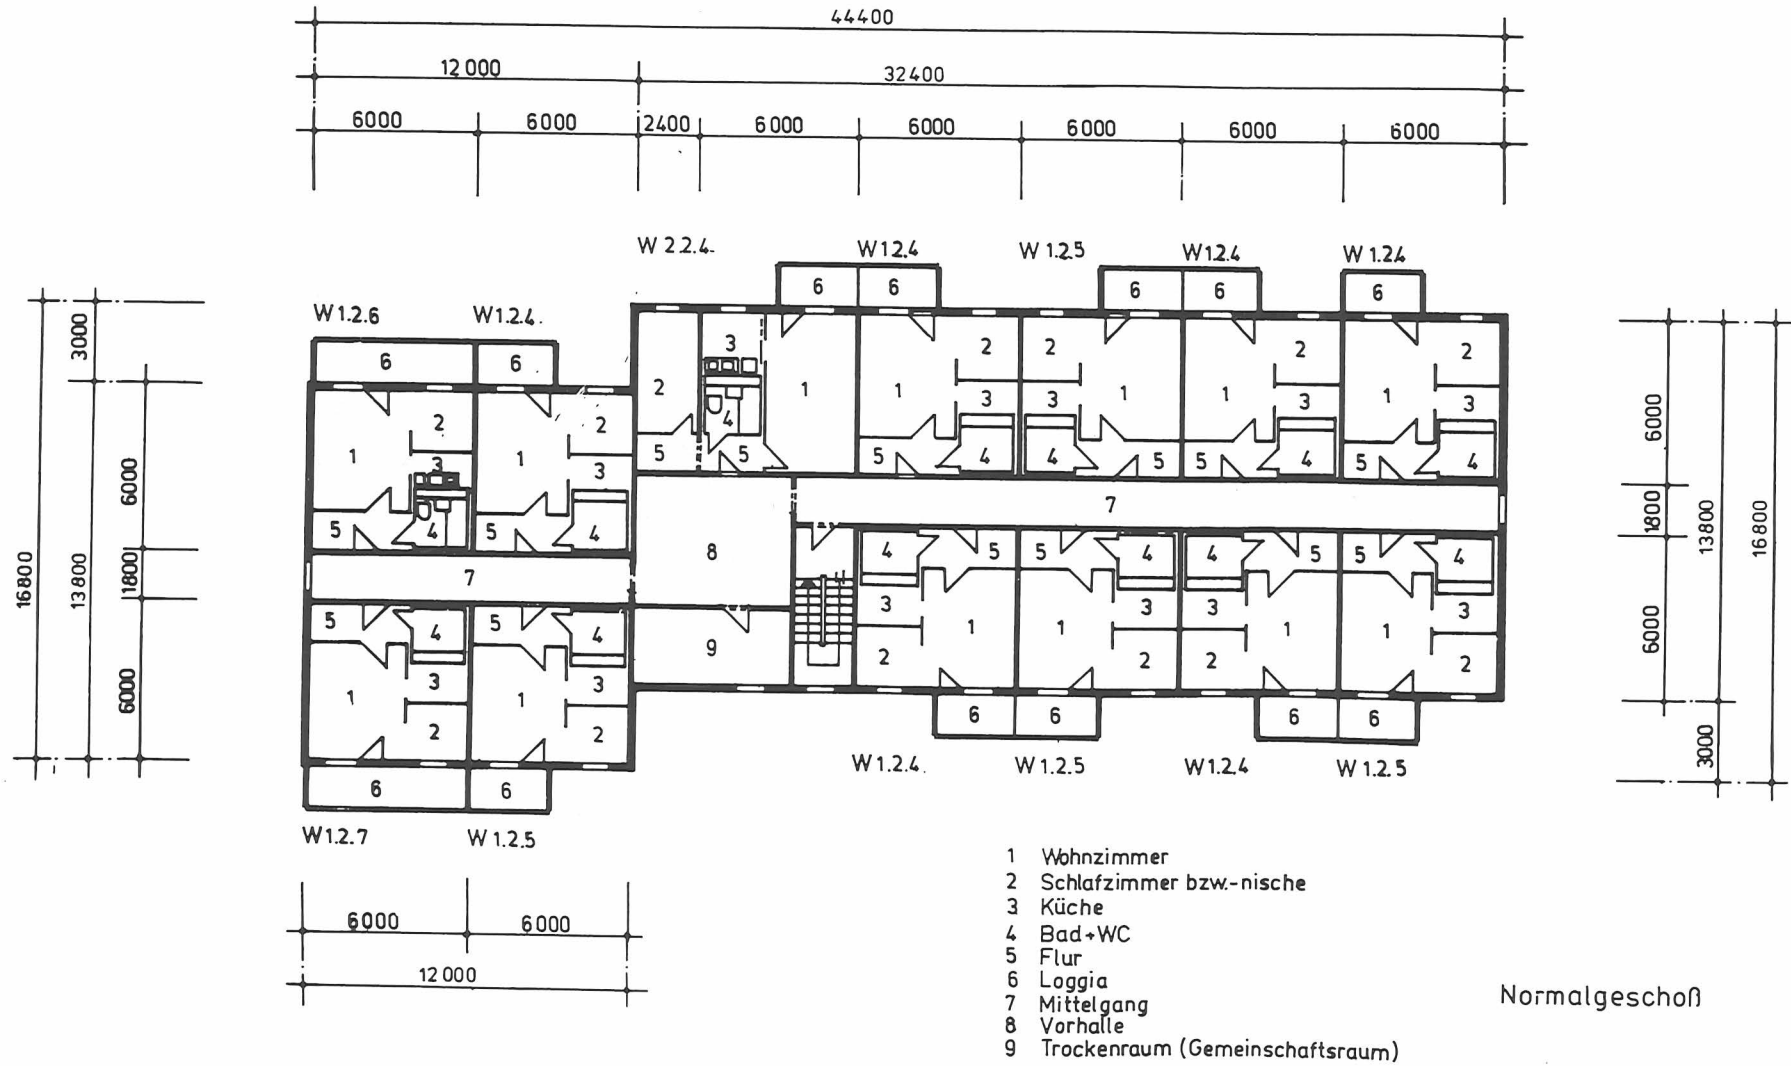 44400
12 000 32400
6000 6000 2400 6000 6000 6000 6000 6000
W 2.2.4. W 1.2.4 W 1.2.5 W 1.2.4 W 1.2.4
W 1.2.6 W 1.2.4.
6 6 6 6 6
6 6
3000
3 2 2 2 2
2 1 1 1 1 1
2 2
3 3 3 3
1 1
3 3
4
5 5 5 4 4 5 5 4 5 4
5 4 5 4
6000 6000
7
1800 13800 16800
8
4 5 5 4 4 5 5 4
16800 13800 1800
7
3 3 3 3
5 4 5 4
1 1 1 1
9
2 2 2 2
6000
3 3
1 1
2 2
6000
6 6 6 6
3000
W 1.2.4. W 1.2.5 W 1.2.4 W 1.2.5
6 6
W 1.2.7 W 1.2.5
6000 6000
12 000
1 Wohnzimmer
2 Schlafzimmer bzw.-nische
3 Küche
4 Bad+WC
5 Flur
6 Loggia
7 Mittelgang
8 Vorhalle
9 Trockenraum (Gemeinschaftsraum)
Normalgeschoß